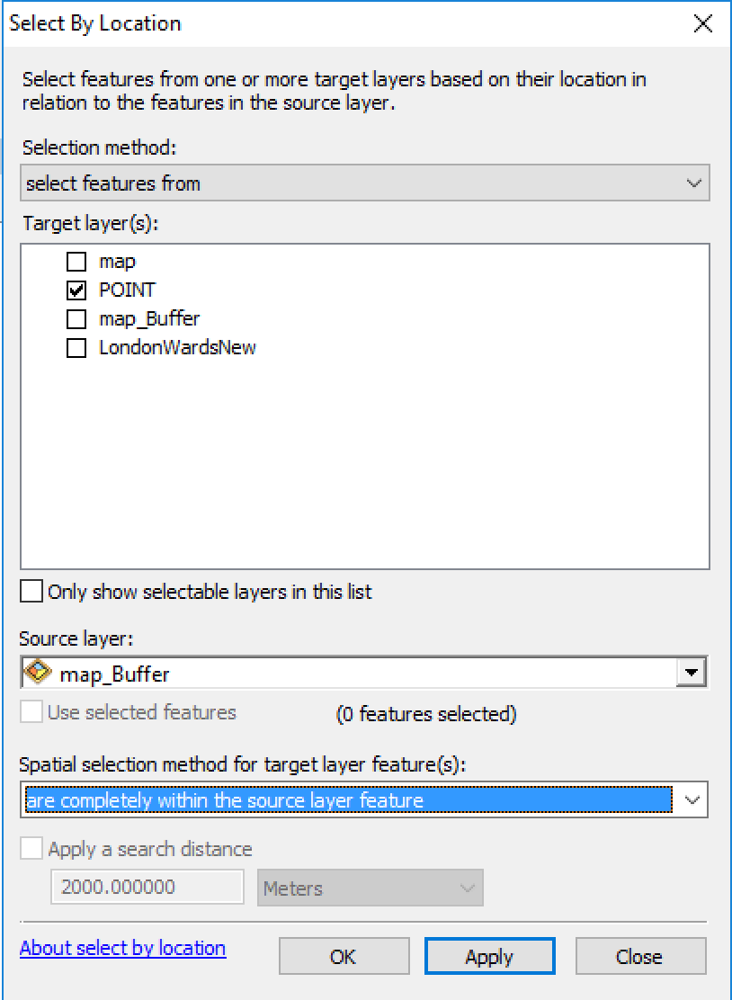 Select By Location
Select features from one or more target layers based on their location in
relation to the features in the source layer.
Selection method:
select features from
Target layer(s):
map
POINT
map_Buffer
LondonWardsNew
Only show selectable layers in this list
Source layer:
map_Buffer
Use selected features (0 features selected)
Spatial selection method for target layer feature(s):
are completely within the source layer feature
Apply a search distance
2000.000000 Meters
About select by location OK Apply Close